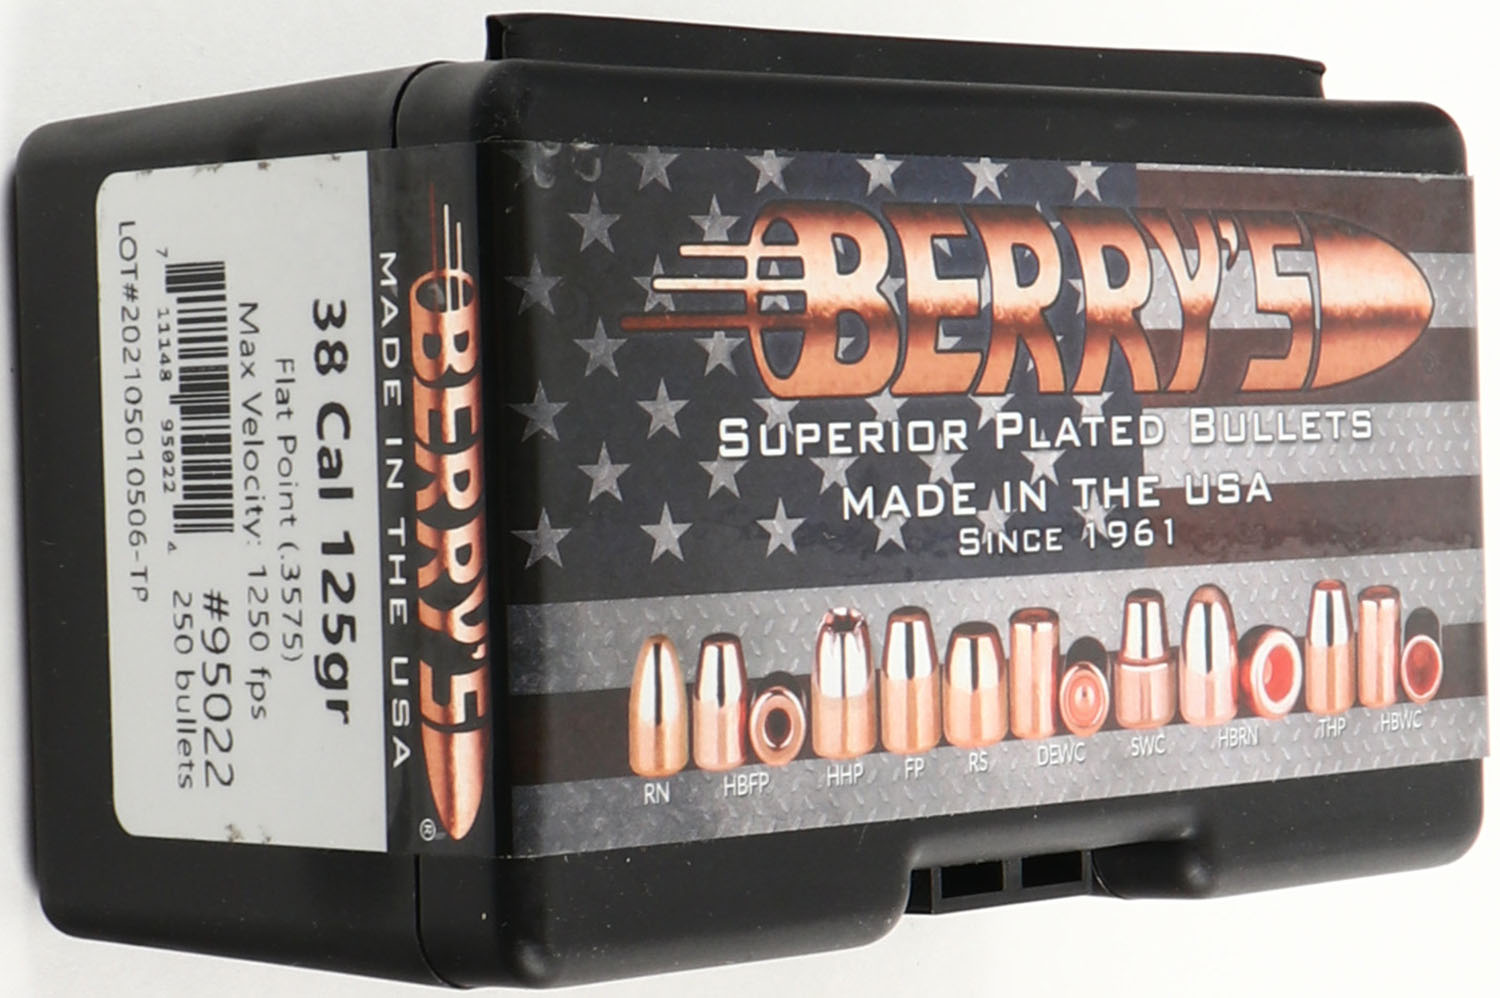 BERRY'S
SUPERIOR PLATED BULLETS
MADE IN THE USA
SINCE 1961
RN HBFP HHP FP RS DEWC SWC HBRN THP HBWC
BERRY'S ®
MADE IN THE USA
38 Cal 125gr
Flat Point (.3575)
Max Velocity: 1250 fps
#95022
7 11148 95022 4
250 bullets
LOT#20210501050​6-TP